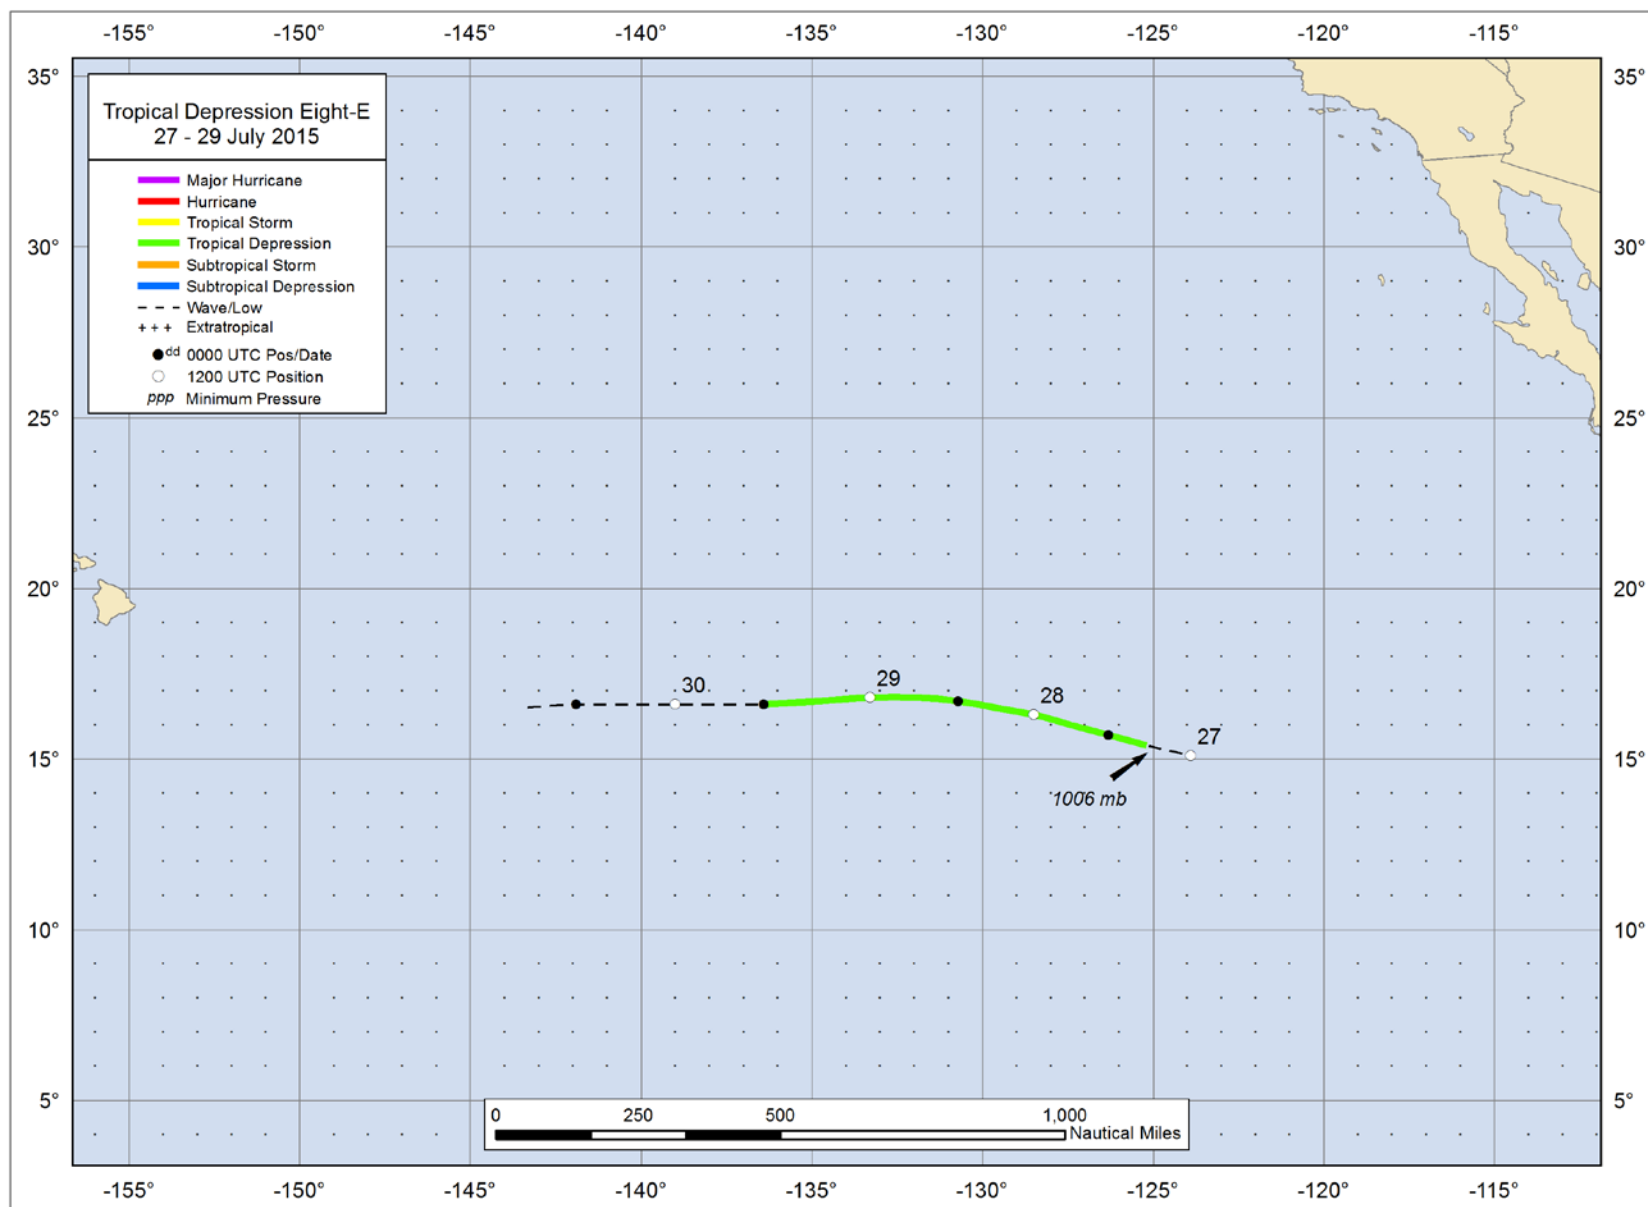 -155° -150° -145° -140° -135° -130° -125° -120° -115°
35° 35°
Tropical Depression Eight-E
27 - 29 July 2015
Major Hurricane
Hurricane
Tropical Storm
Tropical Depression
Subtropical Storm
Subtropical Depression
Wave/Low
+++ Extratropical
dd 0000 UTC Pos/Date
1200 UTC Position
ppp Minimum Pressure
30° 30°
25° 25°
20° 20°
30 29 28 27
15° 15°
1006 mb
10° 10°
5° 5°
0 250 500 1,000
Nautical Miles
-155° -150° -145° -140° -135° -130° -125° -120° -115°